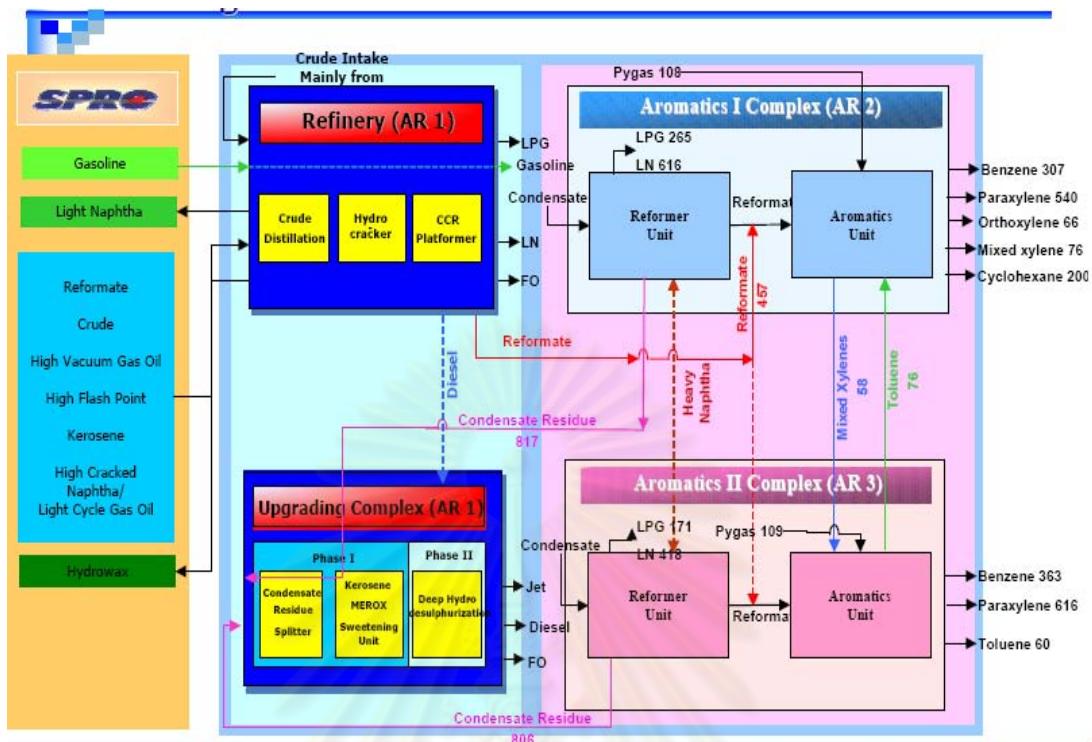 SPRC
Gasoline
Light Naphtha
Reformate
Crude
High Vacuum Gas Oil
High Flash Point
Kerosene
High Cracked
Naphtha/
Light Cycle Gas Oil
Hydrowax
Crude Intake
Mainly from
Refinery (AR 1)
Crude
Distillation
Hydro
cracker
CCR
Platformer
LPG
Gasoline
LN
FO
Diesel
Reformate
Condensate Residue
817
Upgrading Complex (AR 1)
Phase I
Phase II
Condensate
Residue
Splitter
Kerosene
MEROX
Sweetening
Unit
Deep Hydro
desulphurization
Jet
Diesel
FO
Condensate Residue
806
Pygas 108
Aromatics I Complex (AR 2)
LPG 265
LN 616
Condensate
Reformer
Unit
Reformat
Aromatics
Unit
Benzene 307
Paraxylene 540
Orthoxylene 66
Mixed xylene 76
Cyclohexane 200
Heavy
Naphtha
Reformate
457
Mixed Xylenes
58
Toluene
76
Aromatics II Complex (AR 3)
LPG 171
LN 418
Pygas 109
Condensate
Reformer
Unit
Reforma
Aromatics
Unit
Benzene 363
Paraxylene 616
Toluene 60